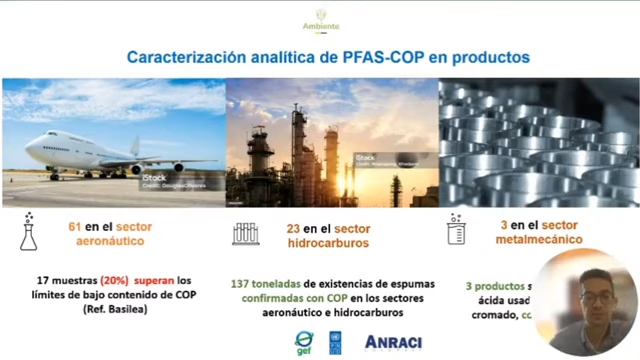 Ambiente
Caracterización analítica de PFAS-COP en productos
iStock
Credit: DouglasOlivares
iStock
61 en el sector
aeronáutico
23 en el sector
hidrocarburos
3 en el sector
metalmecánico
17 muestras (20%) superan los
límites de bajo contenido de COP
(Ref. Basilea)
137 toneladas de existencias de espumas
confirmadas con COP en los sectores
aeronáutico e hidrocarburos
3 productos
ácida
cromado,
gef
ANRACI